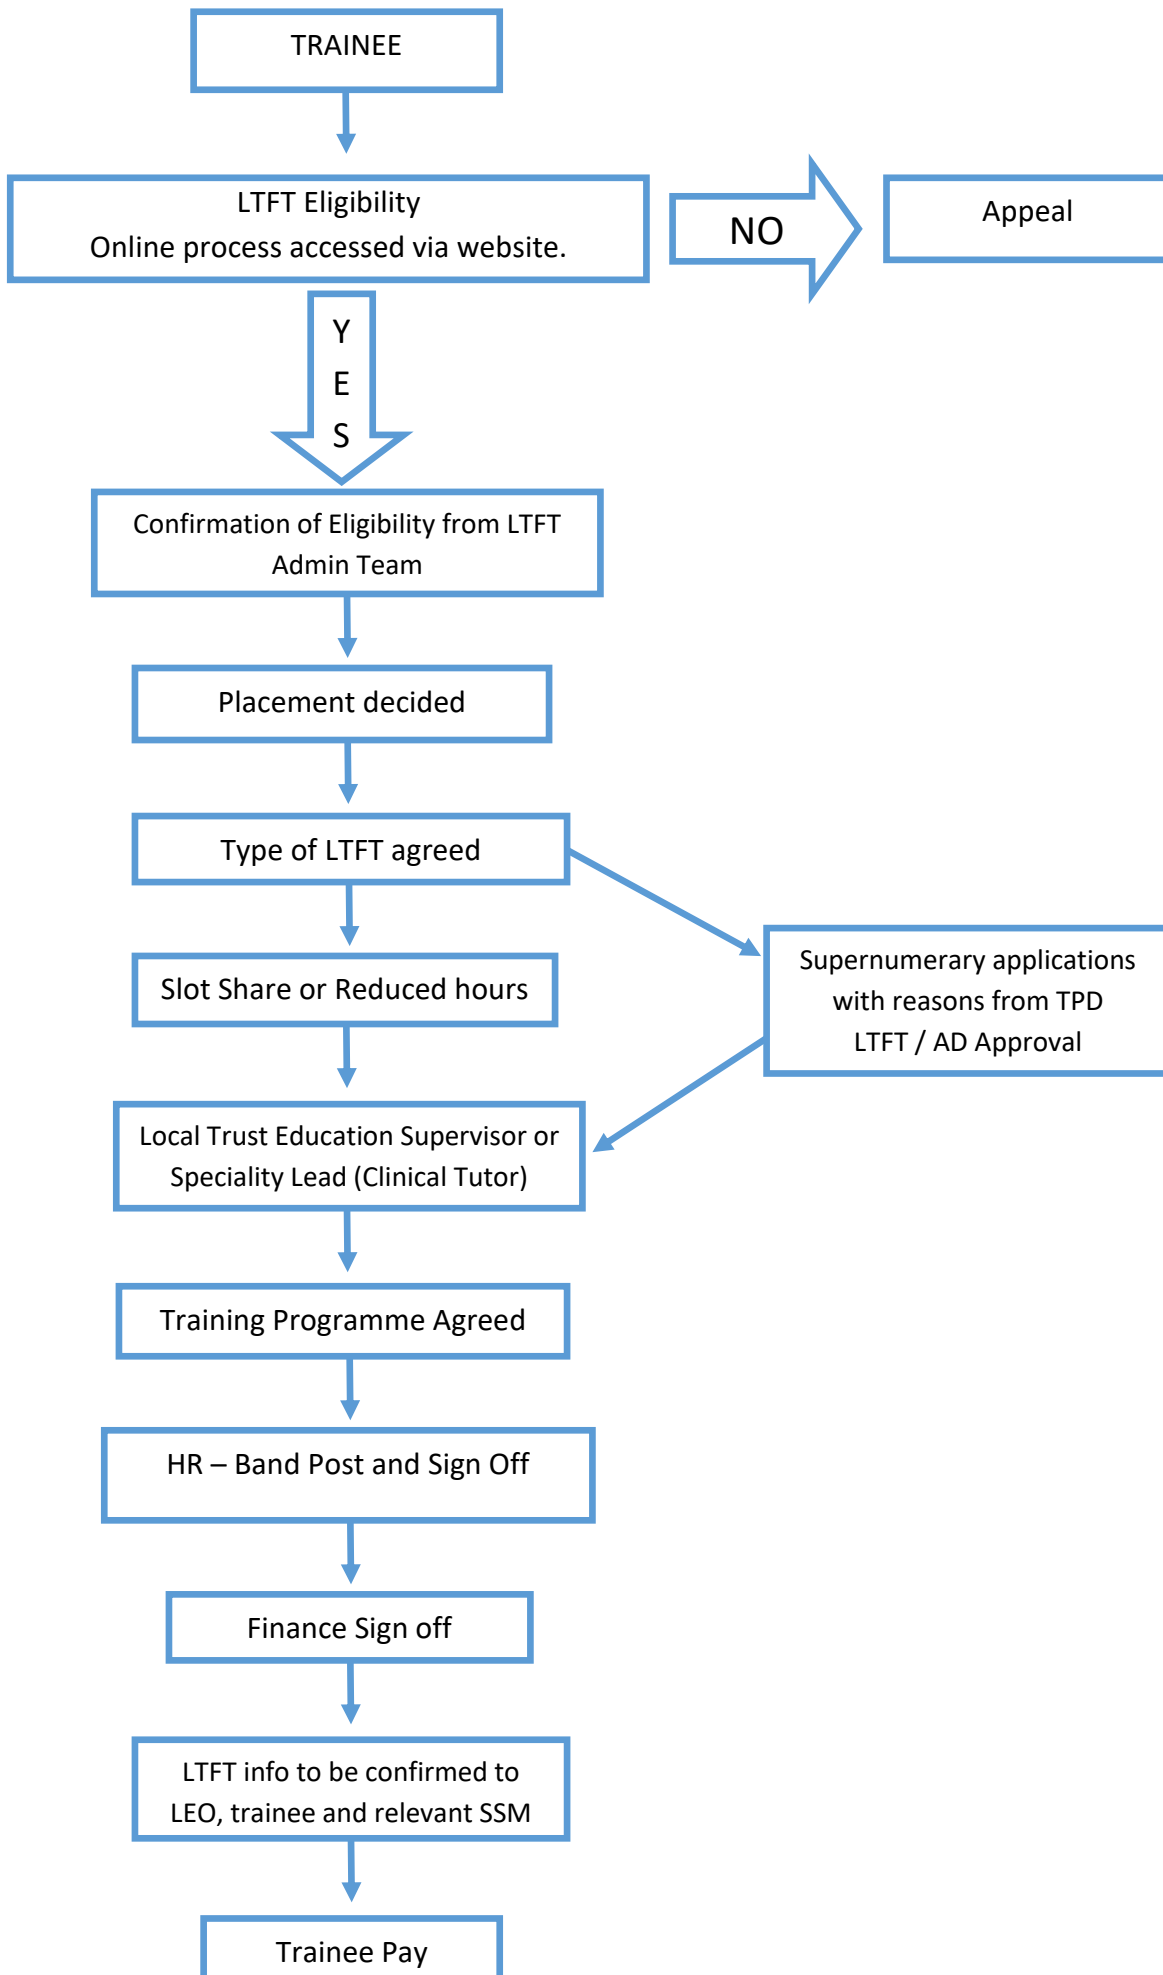 TRAINEE
LTFT Eligibility
Online process accessed via website.
NO
Appeal
Y
E
S
Confirmation of Eligibility from LTFT
Admin Team
Placement decided
Type of LTFT agreed
Slot Share or Reduced hours
Supernumerary applications
with reasons from TPD
LTFT / AD Approval
Local Trust Education Supervisor or
Speciality Lead (Clinical Tutor)
Training Programme Agreed
HR – Band Post and Sign Off
Finance Sign off
LTFT info to be confirmed to
LEO, trainee and relevant SSM
Trainee Pay